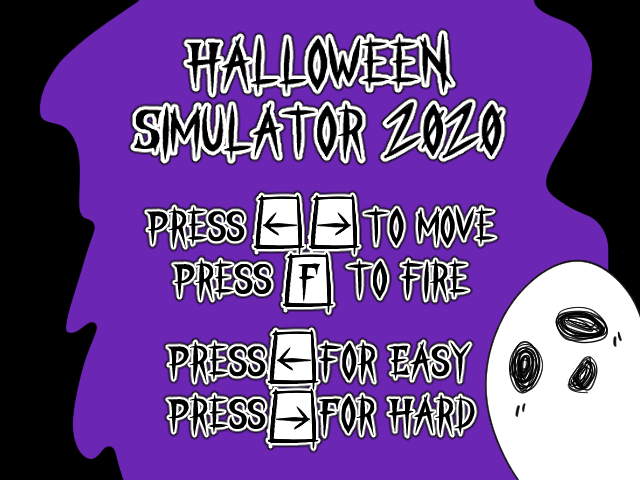 HALLOWEEN
SIMULATOR 2020
PRESS ← → TO MOVE
PRESS F TO FIRE
PRESS ← FOR EASY
PRESS → FOR HARD